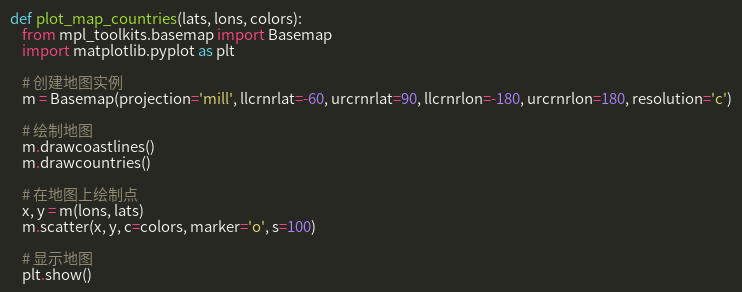 def plot_map_countries(lats, lons, colors):
from mpl_toolkits.basemap import Basemap
import matplotlib.pyplot as plt
# 创建地图实例
m = Basemap(projection='mill', llcrnrlat=-60, urcrnrlat=90, llcrnrlon=-180, urcrnrlon=180, resolution='c')
# 绘制地图
m.drawcoastlines()
m.drawcountries()
# 在地图上绘制点
x, y = m(lons, lats)
m.scatter(x, y, c=colors, marker='o', s=100)
# 显示地图
plt.show()